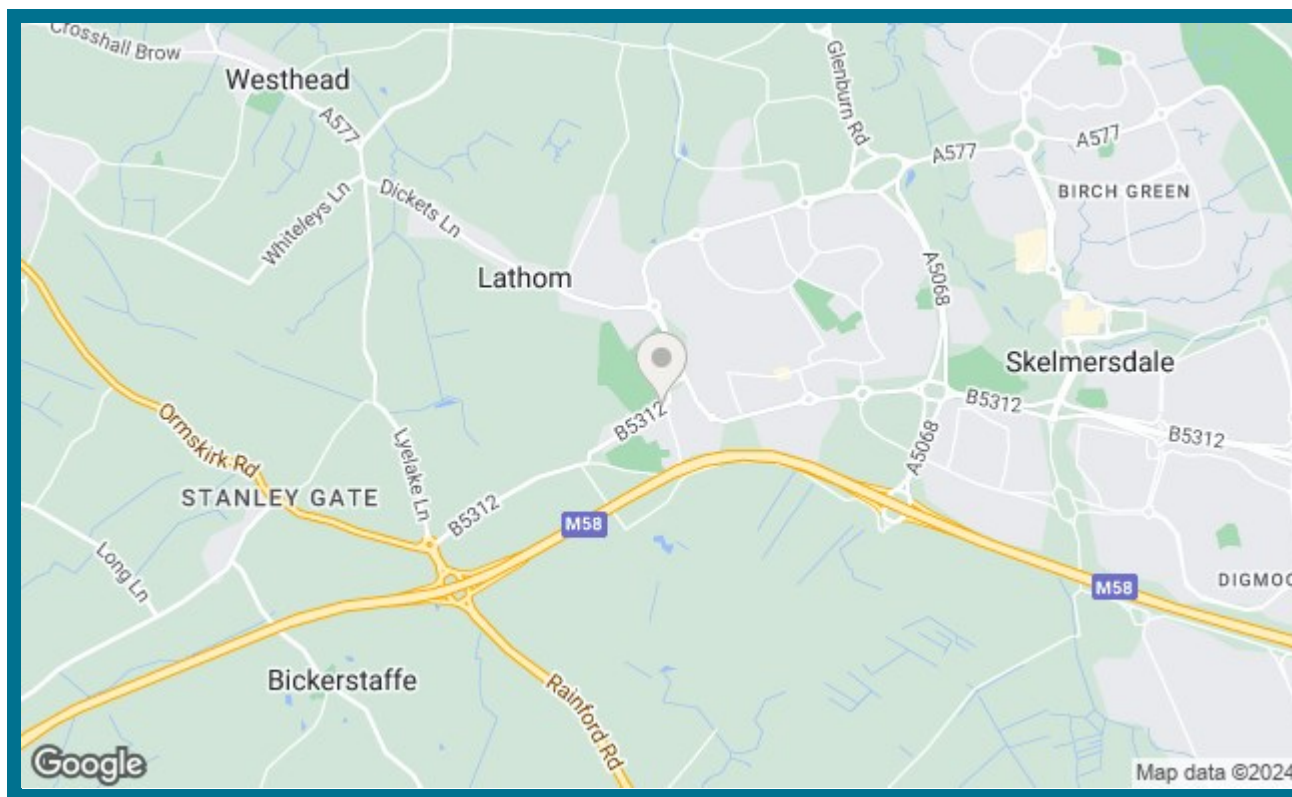 Crosshall Brow
Westhead
A577
Glenburn Rd
A577
A577
BIRCH GREEN
Whiteleys Ln
Dickets Ln
Lathom
A5068
Skelmersdale
B5312
B5312
B5312
A5068
Ormskirk Rd
Lyelake Ln
STANLEY GATE
B5312
M58
Long Ln
M58
DIGMOO
Bickerstaffe
Rainford Rd
Google
Map data ©2024